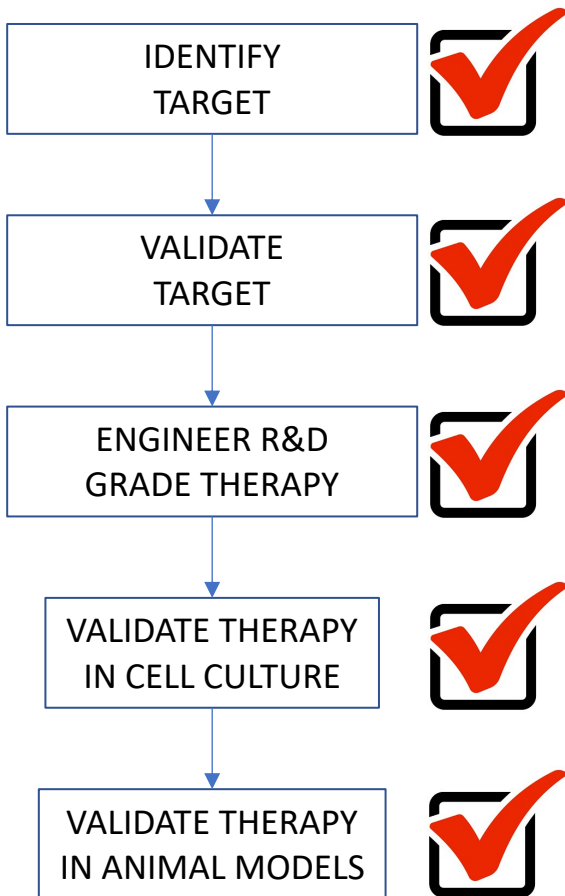 IDENTIFY
TARGET
VALIDATE
TARGET
ENGINEER R&D
GRADE THERAPY
VALIDATE THERAPY
IN CELL CULTURE
VALIDATE THERAPY
IN ANIMAL MODELS